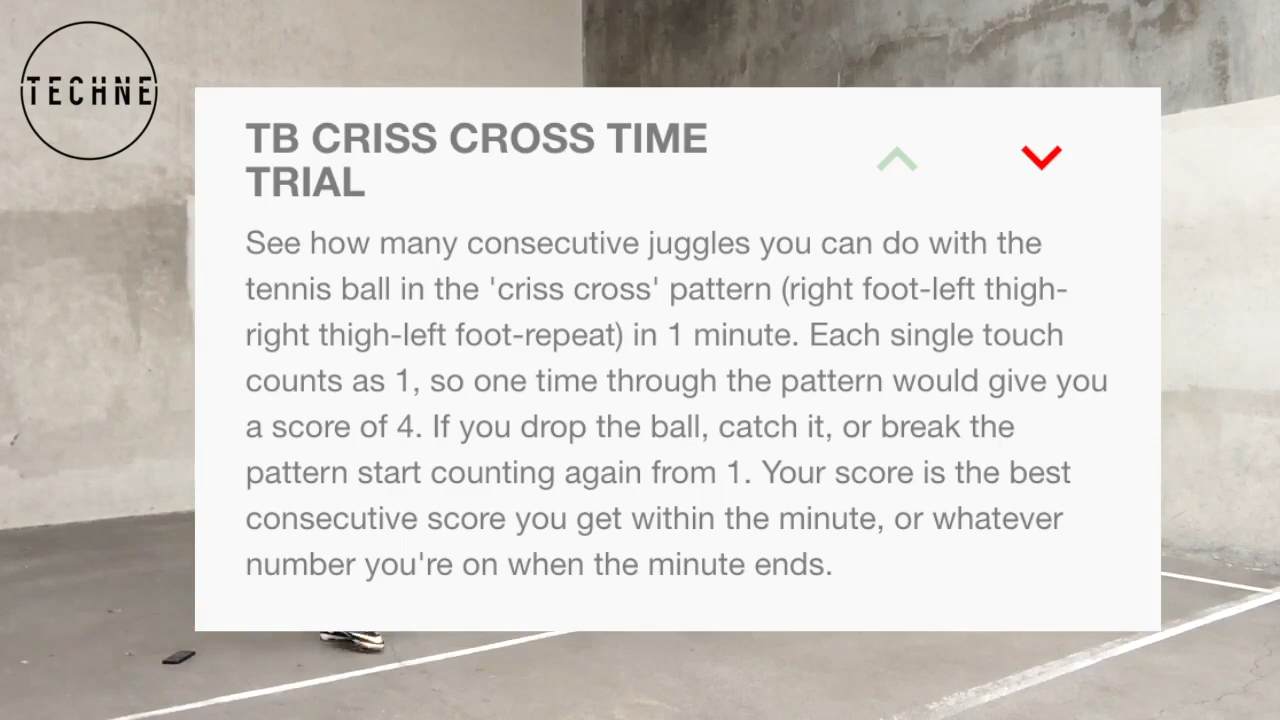 TECHNE
TB CRISS CROSS TIME
TRIAL
See how many consecutive juggles you can do with the
tennis ball in the 'criss cross' pattern (right foot-left thigh-
right thigh-left foot-repeat) in 1 minute. Each single touch
counts as 1, so one time through the pattern would give you
a score of 4. If you drop the ball, catch it, or break the
pattern start counting again from 1. Your score is the best
consecutive score you get within the minute, or whatever
number you're on when the minute ends.